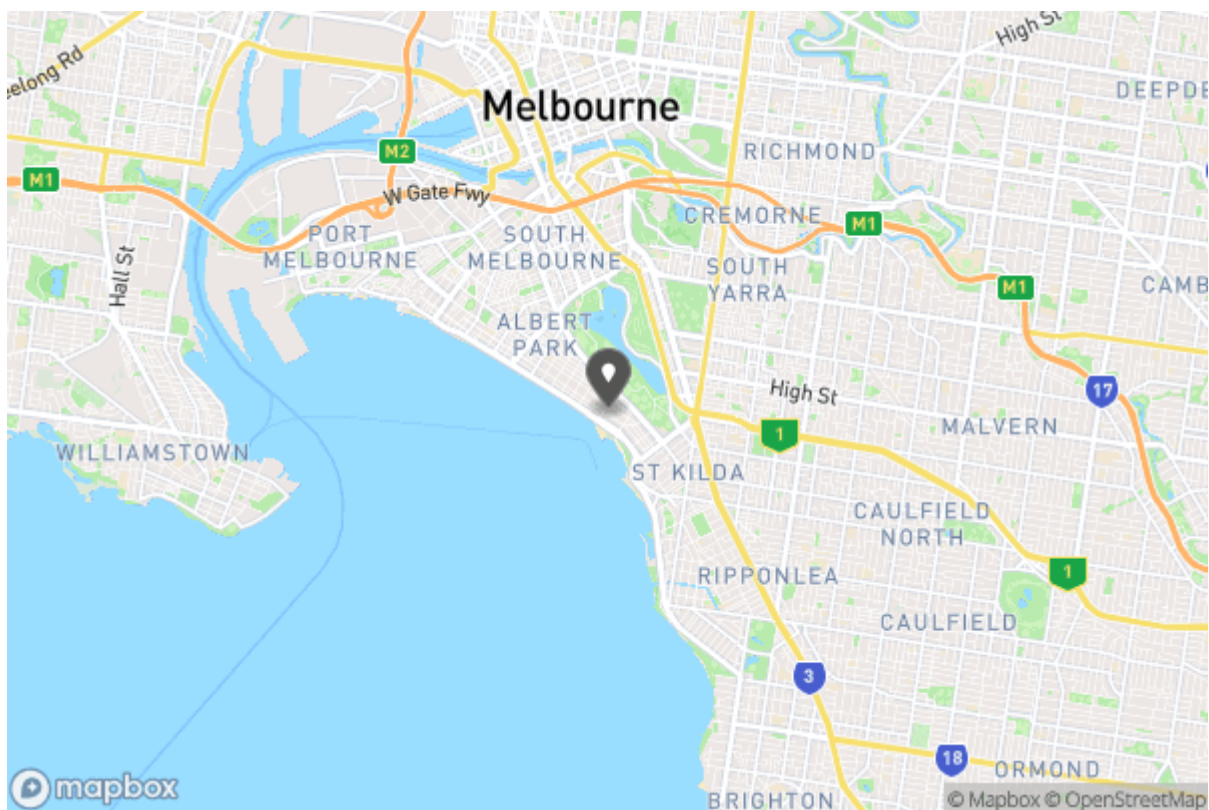 High St
eelong Rd
DEEPDE
Melbourne
M2
RICHMOND
M1
W Gate Fwy
CREMORNE
M1
PORT
MELBOURNE
SOUTH
MELBOURNE
SOUTH
YARRA
Hall St
M1
CAMB
ALBERT
PARK
High St
17
1
MALVERN
WILLIAMSTOWN
ST KILDA
CAULFIELD
NORTH
RIPPONLEA
1
CAULFIELD
3
18
ORMOND
mapbox
BRIGHTON
© Mapbox © OpenStreetMap